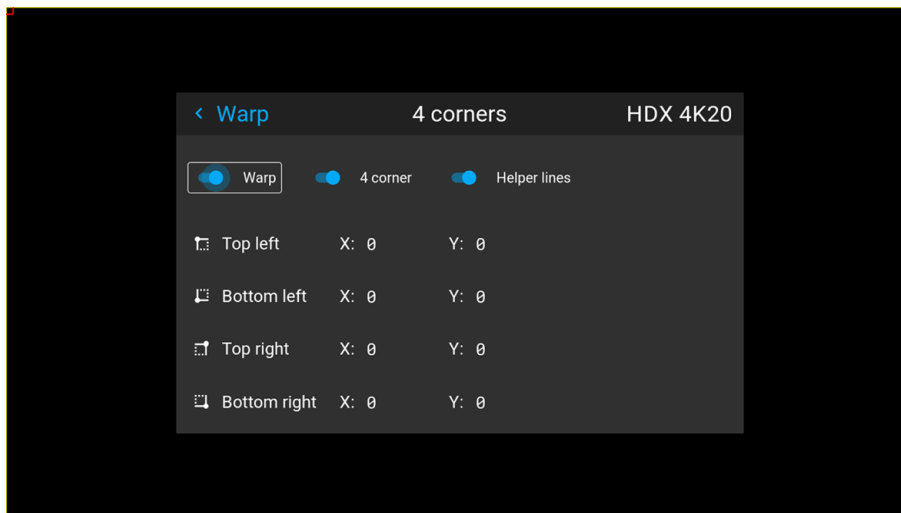 Warp 4 corners HDX 4K20
Warp 4 corner Helper lines
Top left X: 0 Y: 0
Bottom left X: 0 Y: 0
Top right X: 0 Y: 0
Bottom right X: 0 Y: 0